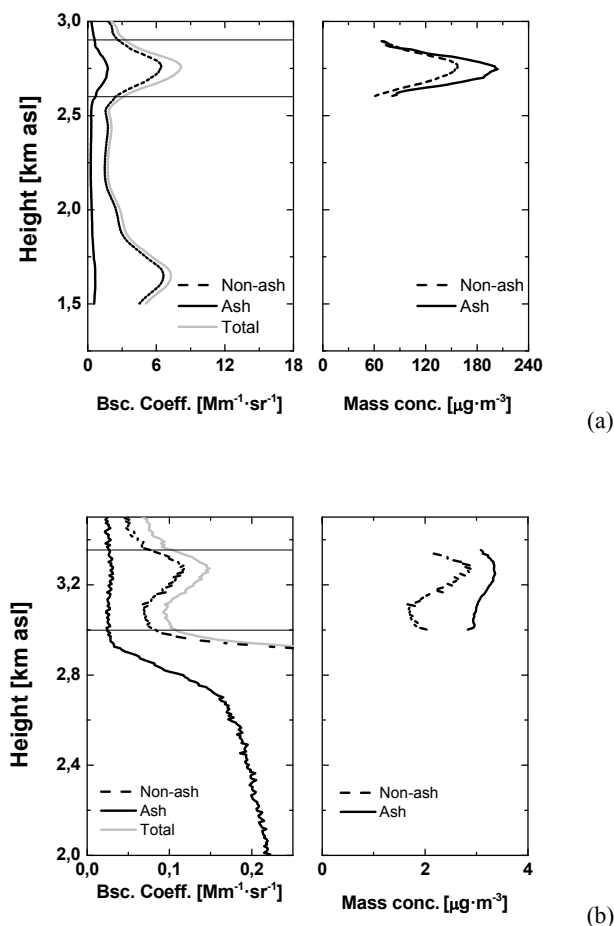 3,0
2,5
2,0
1,5
Height [km asl]
Non-ash
Ash
Total
0 6 12 18
Bsc. Coeff. [Mm⁻¹·sr⁻¹]
Non-ash
Ash
60 120 180 240
Mass conc. [µg·m⁻³]
(a)
3,2
2,8
2,4
2,0
Height [km asl]
Non-ash
Ash
Total
0,0 0,1 0,2
Bsc. Coeff. [Mm⁻¹·sr⁻¹]
Non-ash
Ash
0 2 4
Mass conc. [µg·m⁻³]
(b)